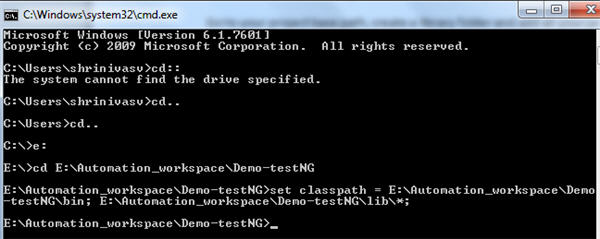 C:\Windows\system32\cmd.exe
Microsoft Windows [Version 6.1.7601]
Copyright (c) 2009 Microsoft Corporation.  All rights reserved.
C:\Users\shrinivasv>cd::
The system cannot find the drive specified.
C:\Users\shrinivasv>cd..
C:\Users>cd..
C:\>e:
E:\>cd E:\Automation_workspace\Demo-testNG
E:\Automation_workspace\Demo-testNG>set classpath = E:\Automation_workspace\Demo
-testNG\bin; E:\Automation_workspace\Demo-testNG\lib\*;
E:\Automation_workspace\Demo-testNG>_